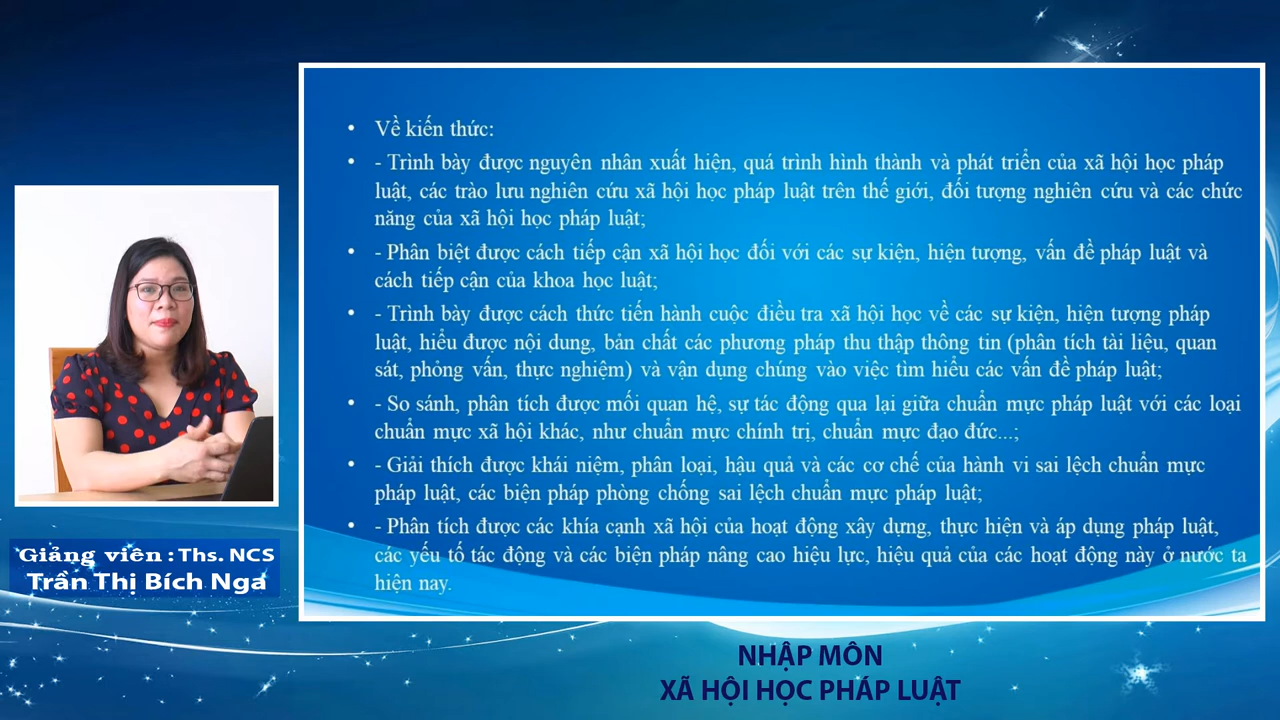 • Về kiến thức:
• - Trình bày được nguyên nhân xuất hiện, quá trình hình thành và phát triển của xã hội học pháp
luật, các trào lưu nghiên cứu xã hội học pháp luật trên thế giới, đối tượng nghiên cứu và các chức
năng của xã hội học pháp luật;
• - Phân biệt được cách tiếp cận xã hội học đối với các sự kiện, hiện tượng, vấn đề pháp luật và
cách tiếp cận của khoa học luật;
• - Trình bày được cách thức tiến hành cuộc điều tra xã hội học về các sự kiện, hiện tượng pháp
luật, hiểu được nội dung, bản chất các phương pháp thu thập thông tin (phân tích tài liệu, quan
sát, phỏng vấn, thực nghiệm) và vận dụng chúng vào việc tìm hiểu các vấn đề pháp luật;
• - So sánh, phân tích được mối quan hệ, sự tác động qua lại giữa chuẩn mực pháp luật với các loại
chuẩn mực xã hội khác, như chuẩn mực chính trị, chuẩn mực đạo đức...;
• - Giải thích được khái niệm, phân loại, hậu quả và các cơ chế của hành vi sai lệch chuẩn mực
pháp luật, các biện pháp phòng chống sai lệch chuẩn mực pháp luật;
• - Phân tích được các khía cạnh xã hội của hoạt động xây dựng, thực hiện và áp dụng pháp luật,
các yếu tố tác động và các biện pháp nâng cao hiệu lực, hiệu quả của các hoạt động này ở nước ta
hiện nay.
Giảng viên : Ths. NCS
Trần Thị Bích Nga
NHẬP MÔN
XÃ HỘI HỌC PHÁP LUẬT